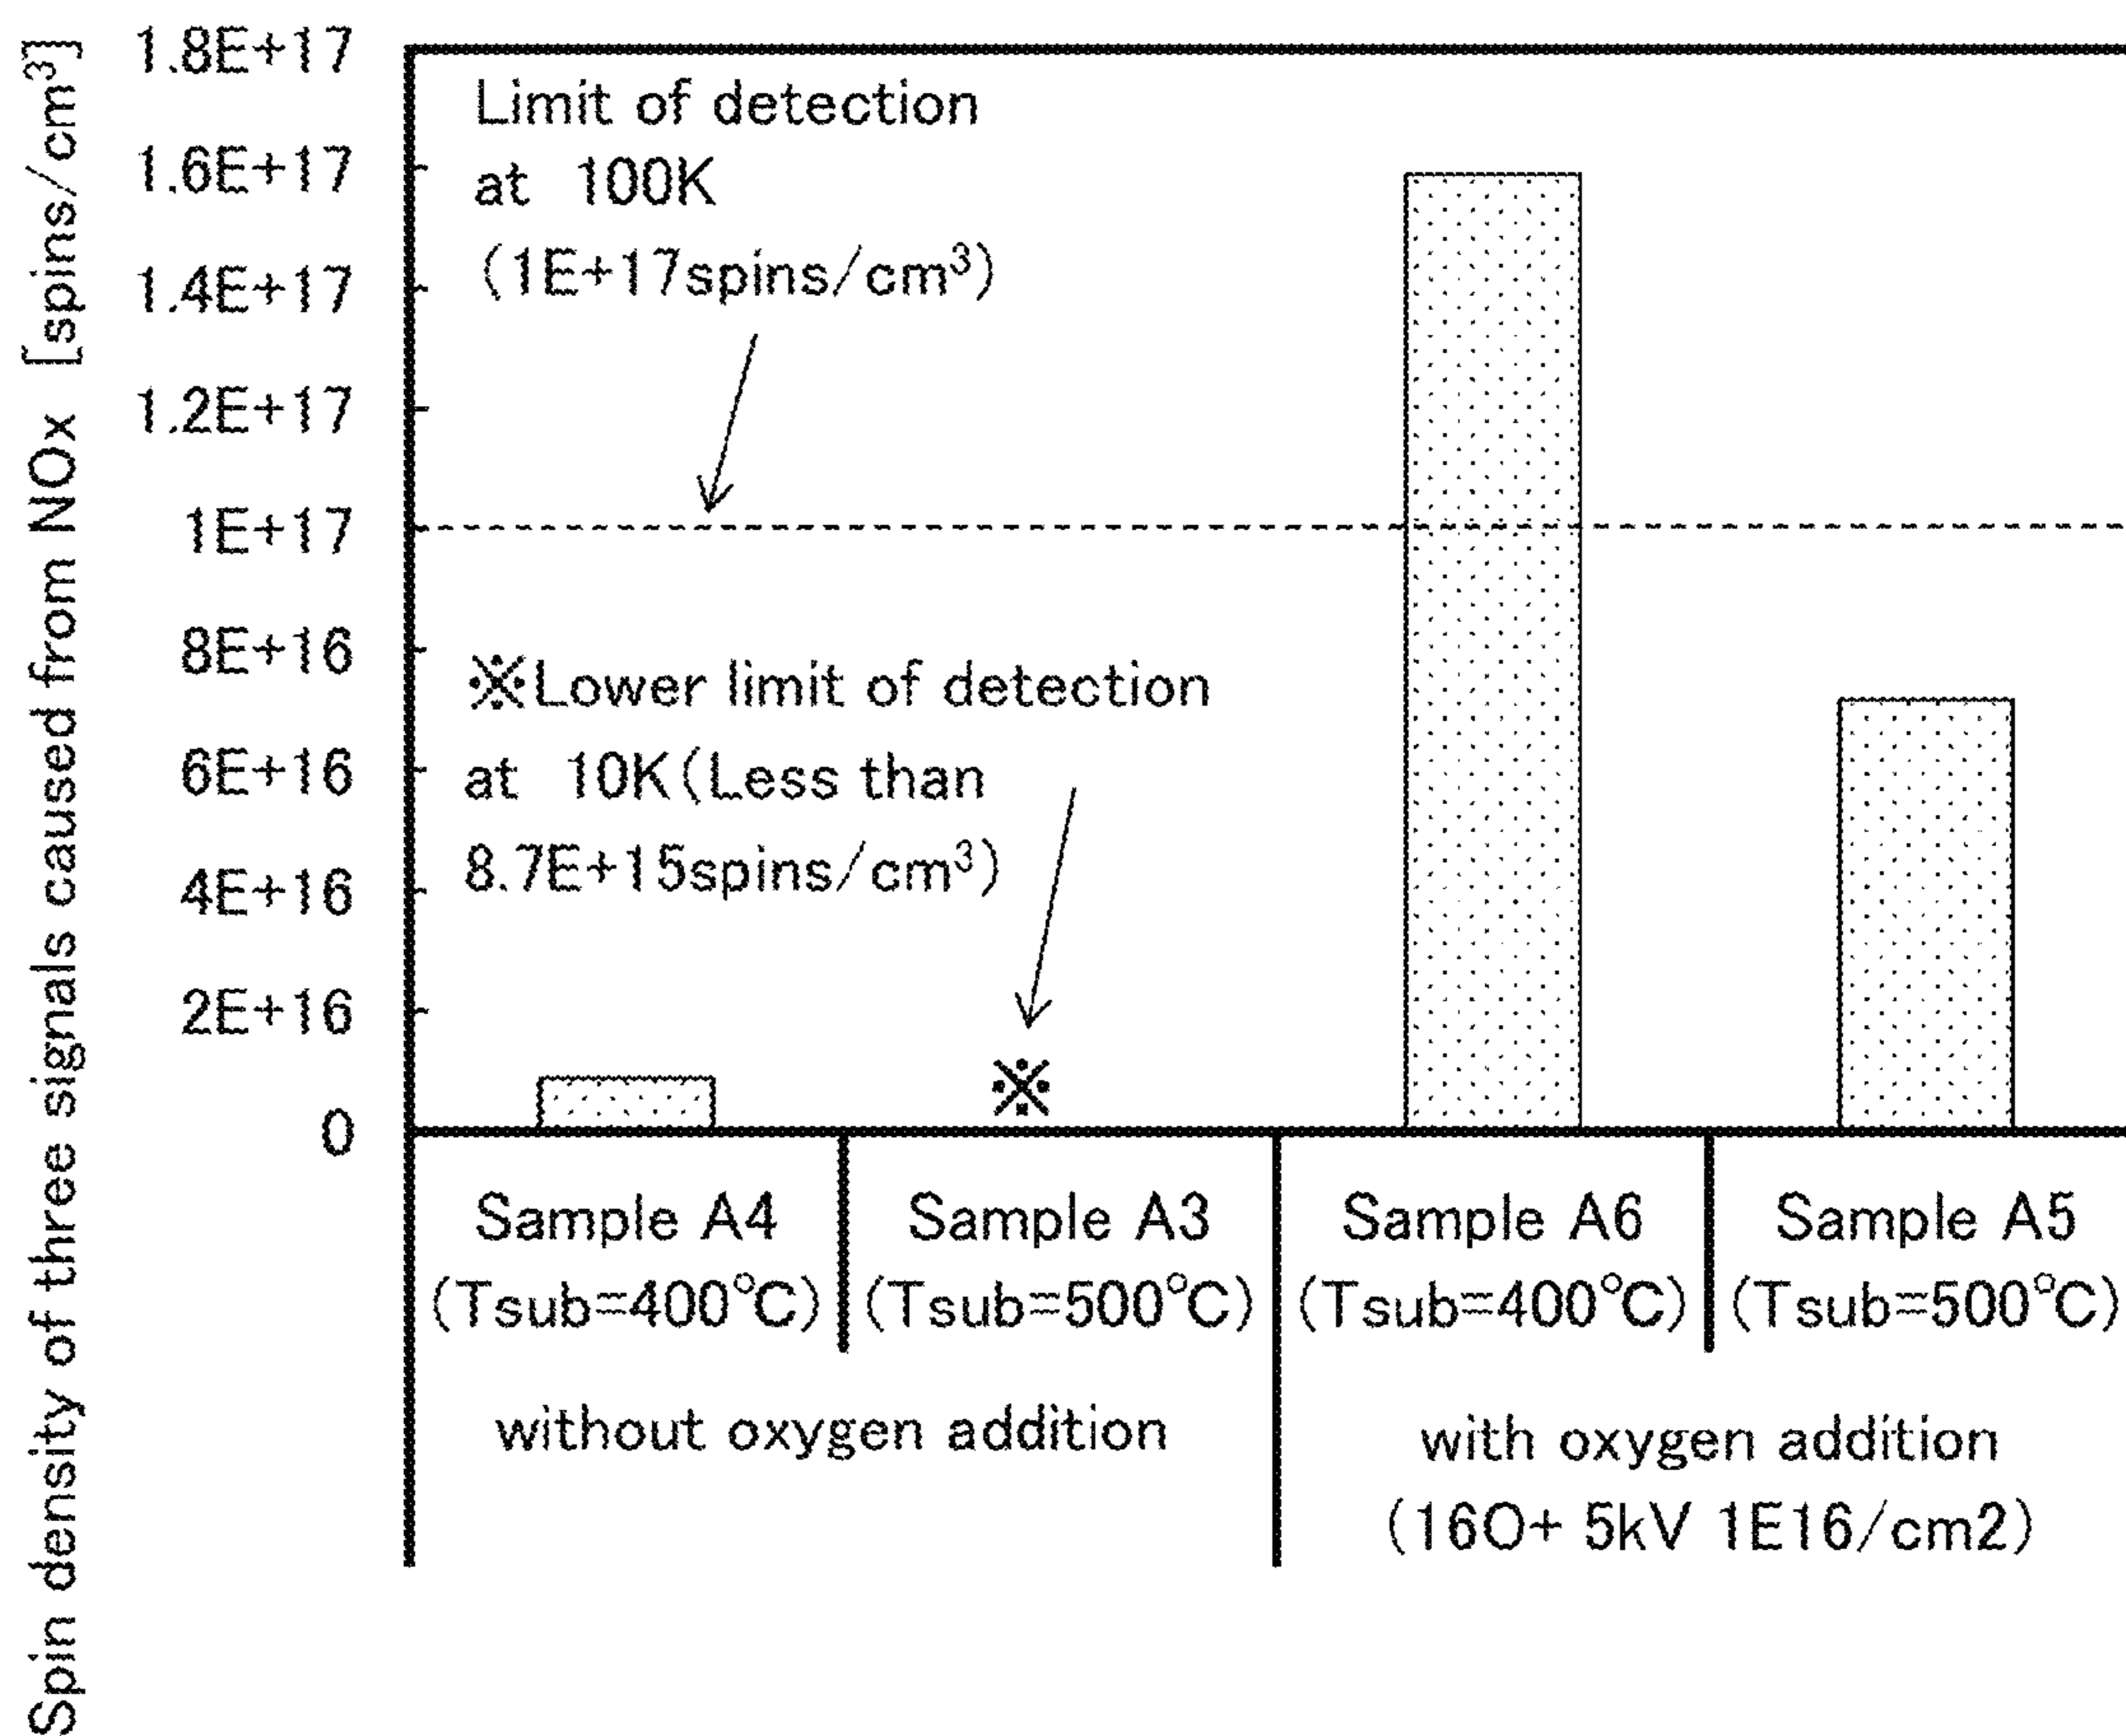 Spin density of three signals caused from NOx [spins/cm³]
1.8E+17
1.6E+17
1.4E+17
1.2E+17
1E+17
8E+16
6E+16
4E+16
2E+16
0
Limit of detection
at 100K
(1E+17spins/cm³)
※Lower limit of detection
at 10K(Less than
8.7E+15spins/cm³)
※
Sample A4
(Tsub=400℃)
Sample A3
(Tsub=500℃)
Sample A6
(Tsub=400℃)
Sample A5
(Tsub=500℃)
without oxygen addition
with oxygen addition
(16O+ 5kV 1E16/cm2)